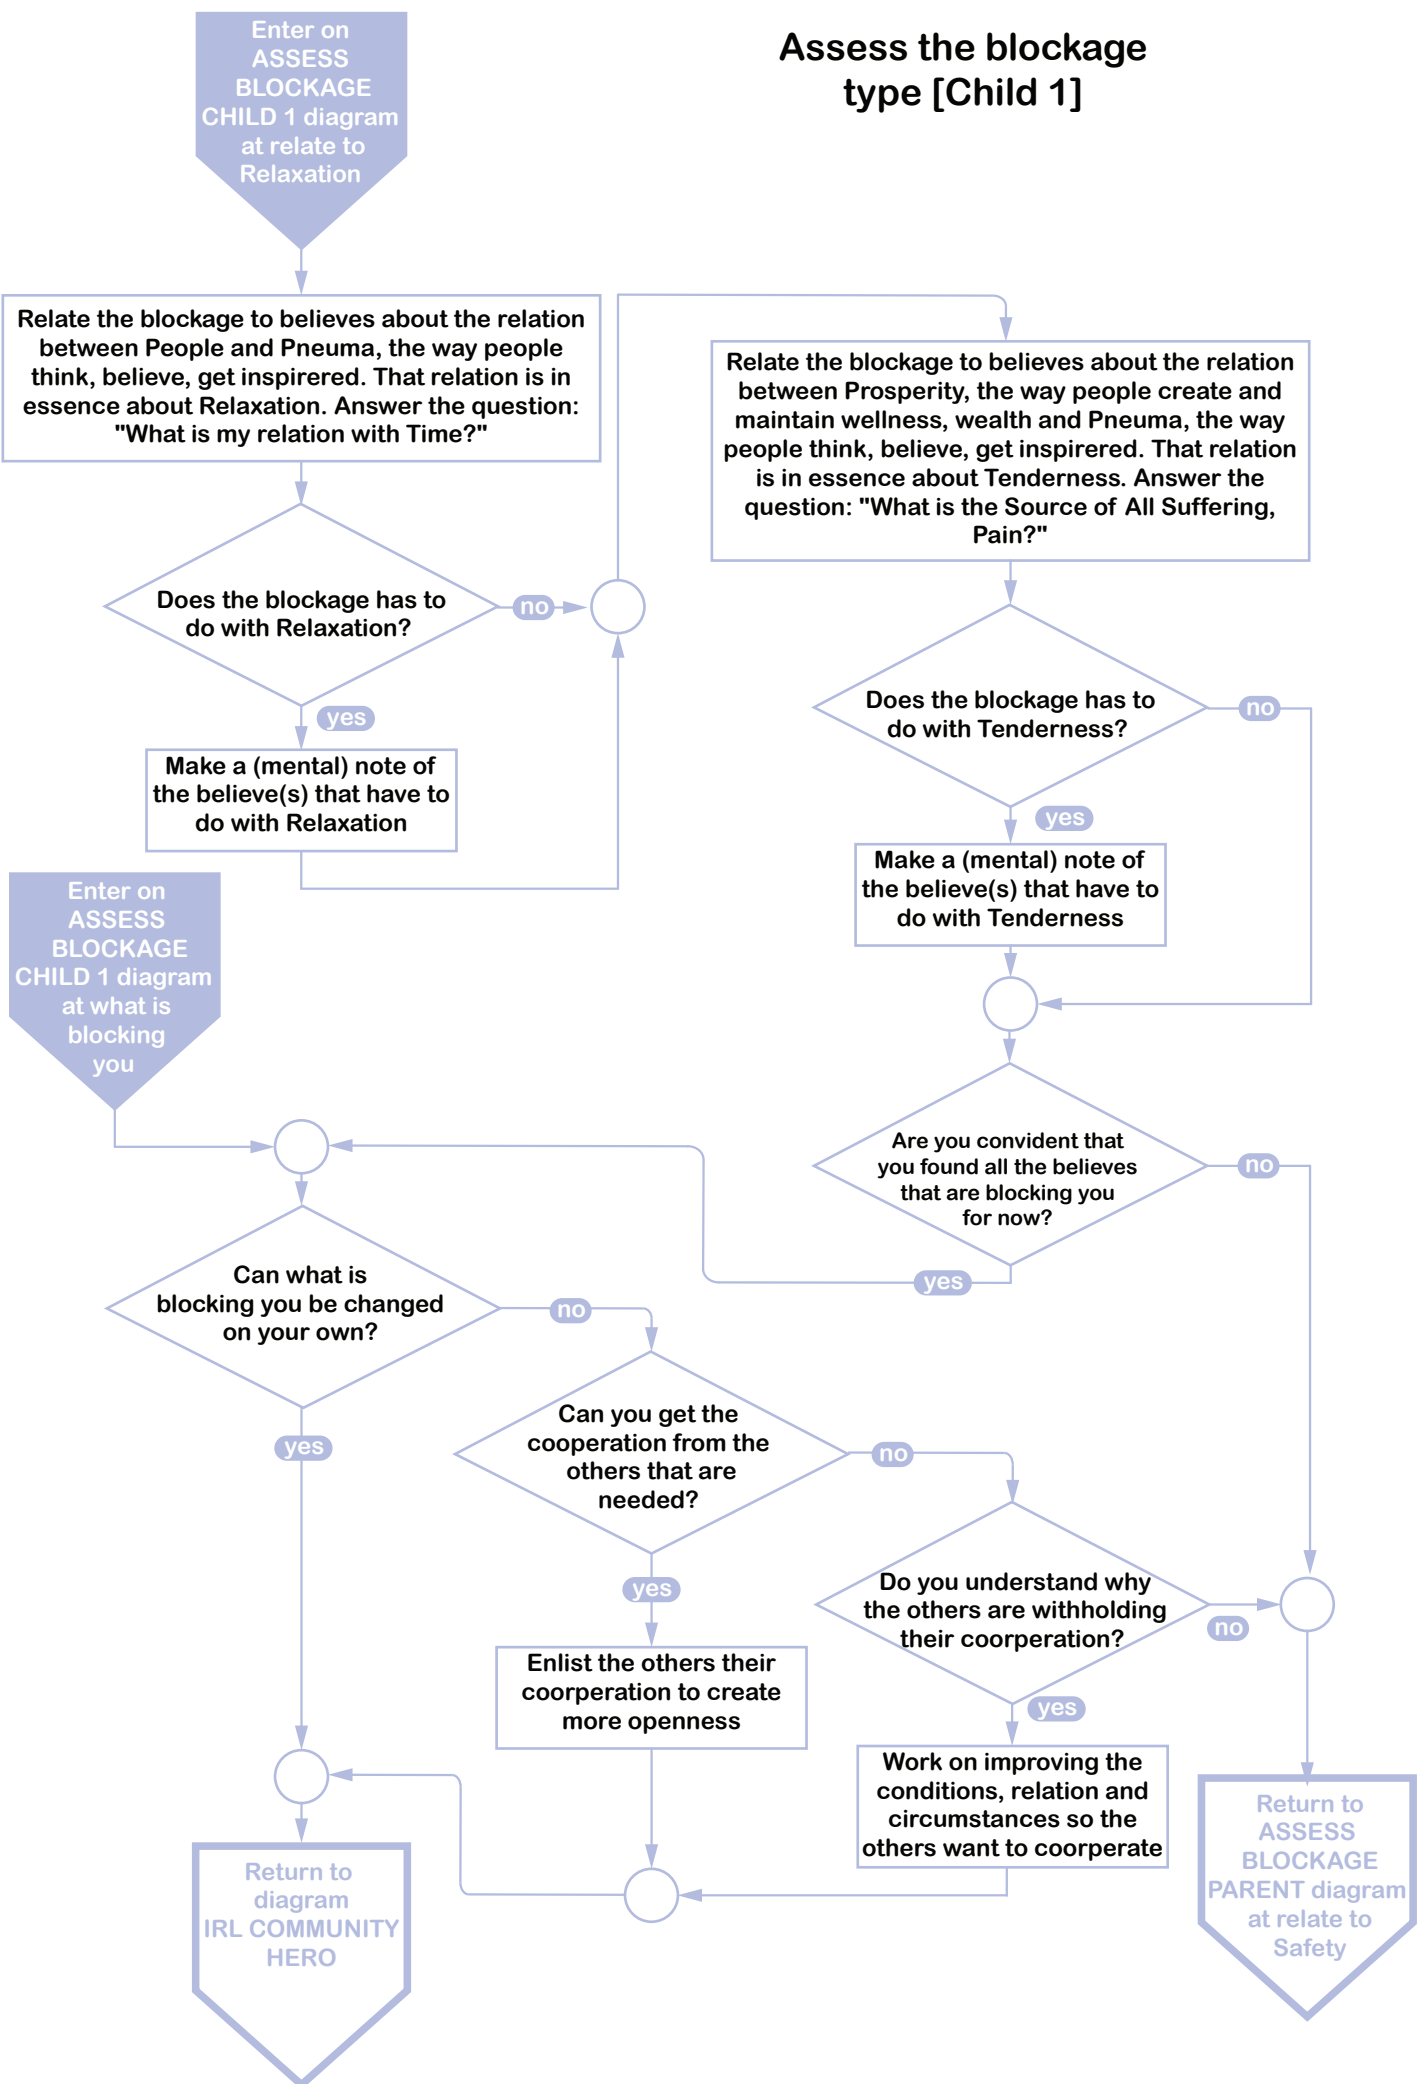 Assess the blockage
type [Child 1]
Enter on
ASSESS
BLOCKAGE
CHILD 1 diagram
at relate to
Relaxation
Relate the blockage to believes about the relation
between People and Pneuma, the way people
think, believe, get inspirered. That relation is in
essence about Relaxation. Answer the question:
"What is my relation with Time?"
Does the blockage has to
do with Relaxation?
no
yes
Make a (mental) note of
the believe(s) that have to
do with Relaxation
Relate the blockage to believes about the relation
between Prosperity, the way people create and
maintain wellness, wealth and Pneuma, the way
people think, believe, get inspirered. That relation
is in essence about Tenderness. Answer the
question: "What is the Source of All Suffering,
Pain?"
Does the blockage has to
do with Tenderness?
no
yes
Make a (mental) note of
the believe(s) that have to
do with Tenderness
Are you convident that
you found all the believes
that are blocking you
for now?
no
yes
Enter on
ASSESS
BLOCKAGE
CHILD 1 diagram
at what is
blocking
you
Can what is
blocking you be changed
on your own?
no
yes
Can you get the
cooperation from the
others that are
needed?
no
yes
Do you understand why
the others are withholding
their coorperation?
no
yes
Enlist the others their
coorperation to create
more openness
Work on improving the
conditions, relation and
circumstances so the
others want to coorperate
Return to
diagram
IRL COMMUNITY
HERO
Return to
ASSESS
BLOCKAGE
PARENT diagram
at relate to
Safety